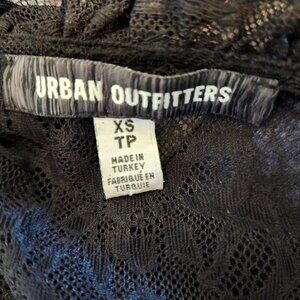 URBAN OUTFITTERS
XS
TP
MADE IN
TURKEY
FABRIQUÉ EN
TURQUIE